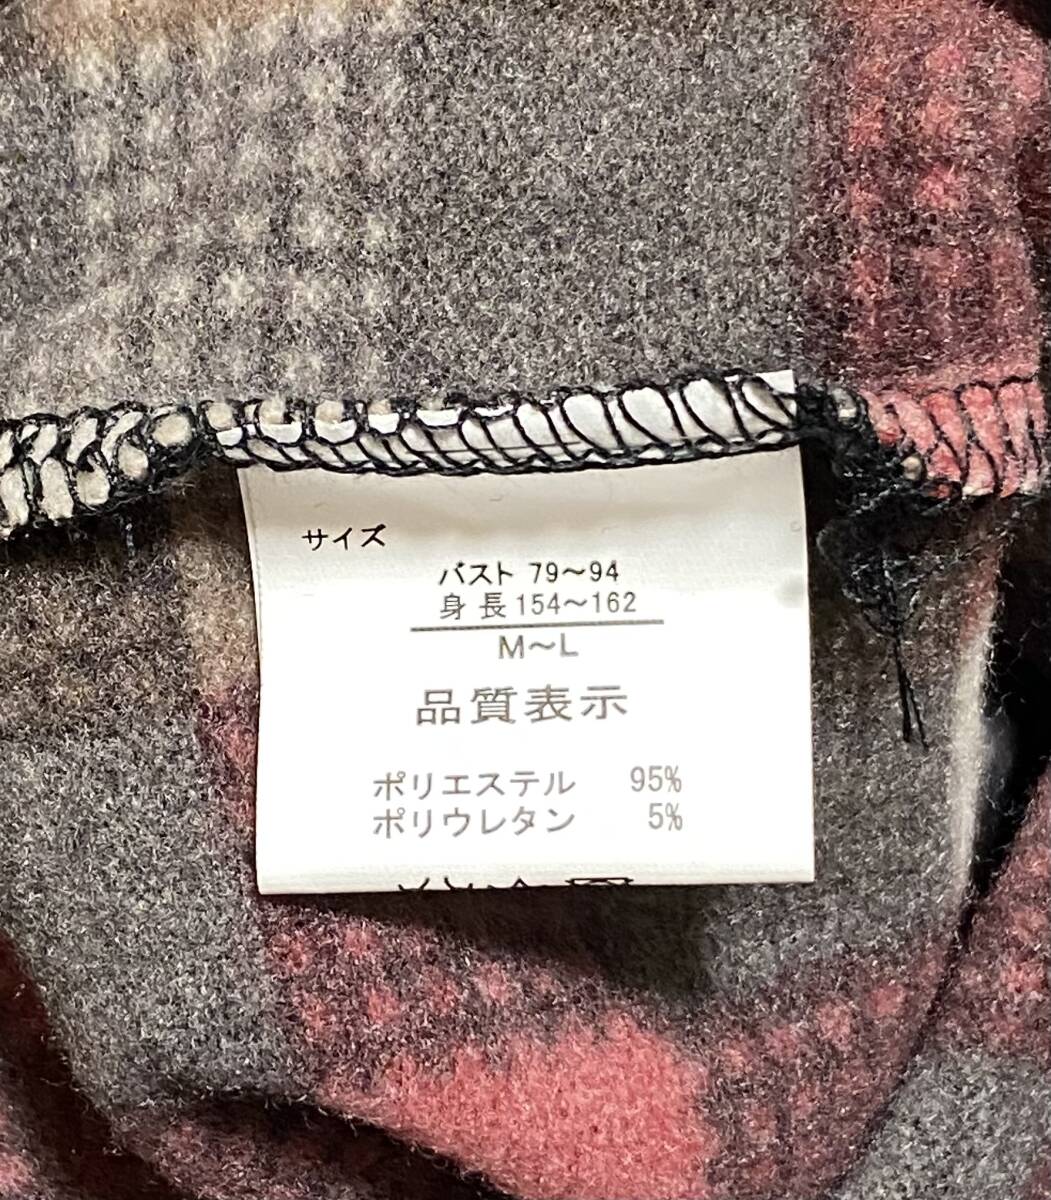 サイズ
バスト 79～94
身長 154～162
M～L
品質表示
ポリエステル 95%
ポリウレタン 5%